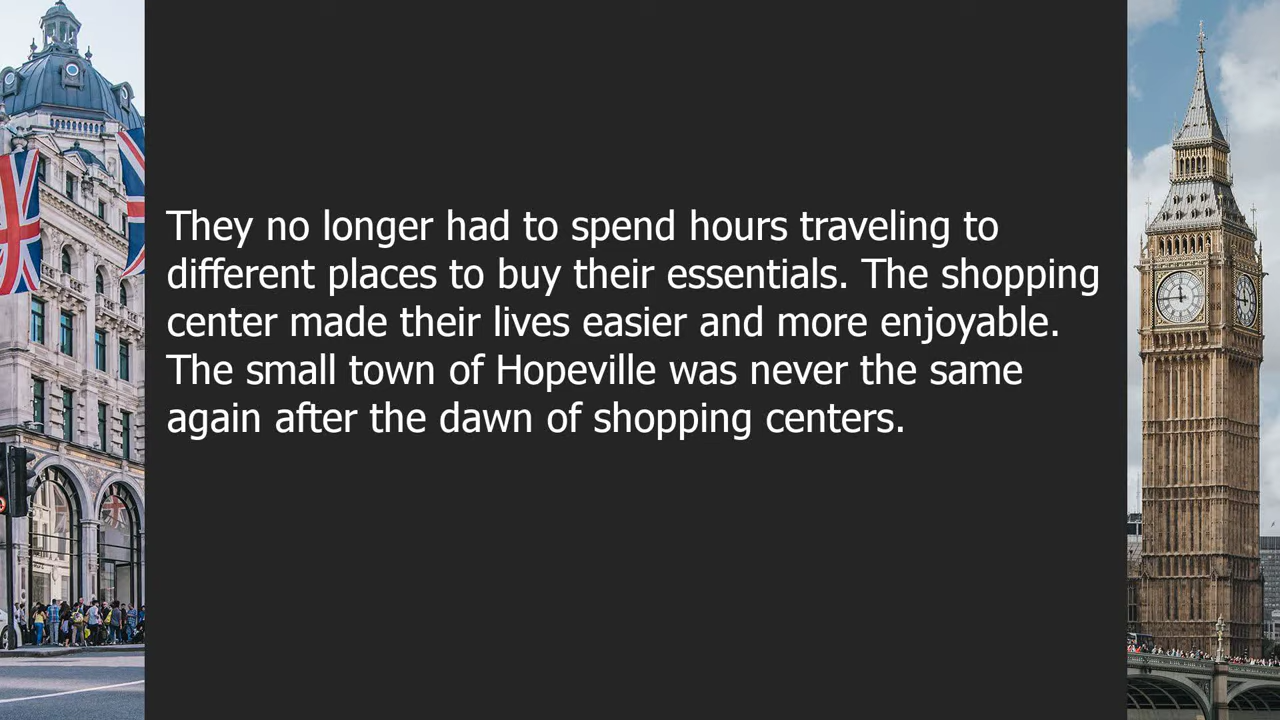 They no longer had to spend hours traveling to
different places to buy their essentials. The shopping
center made their lives easier and more enjoyable.
The small town of Hopeville was never the same
again after the dawn of shopping centers.